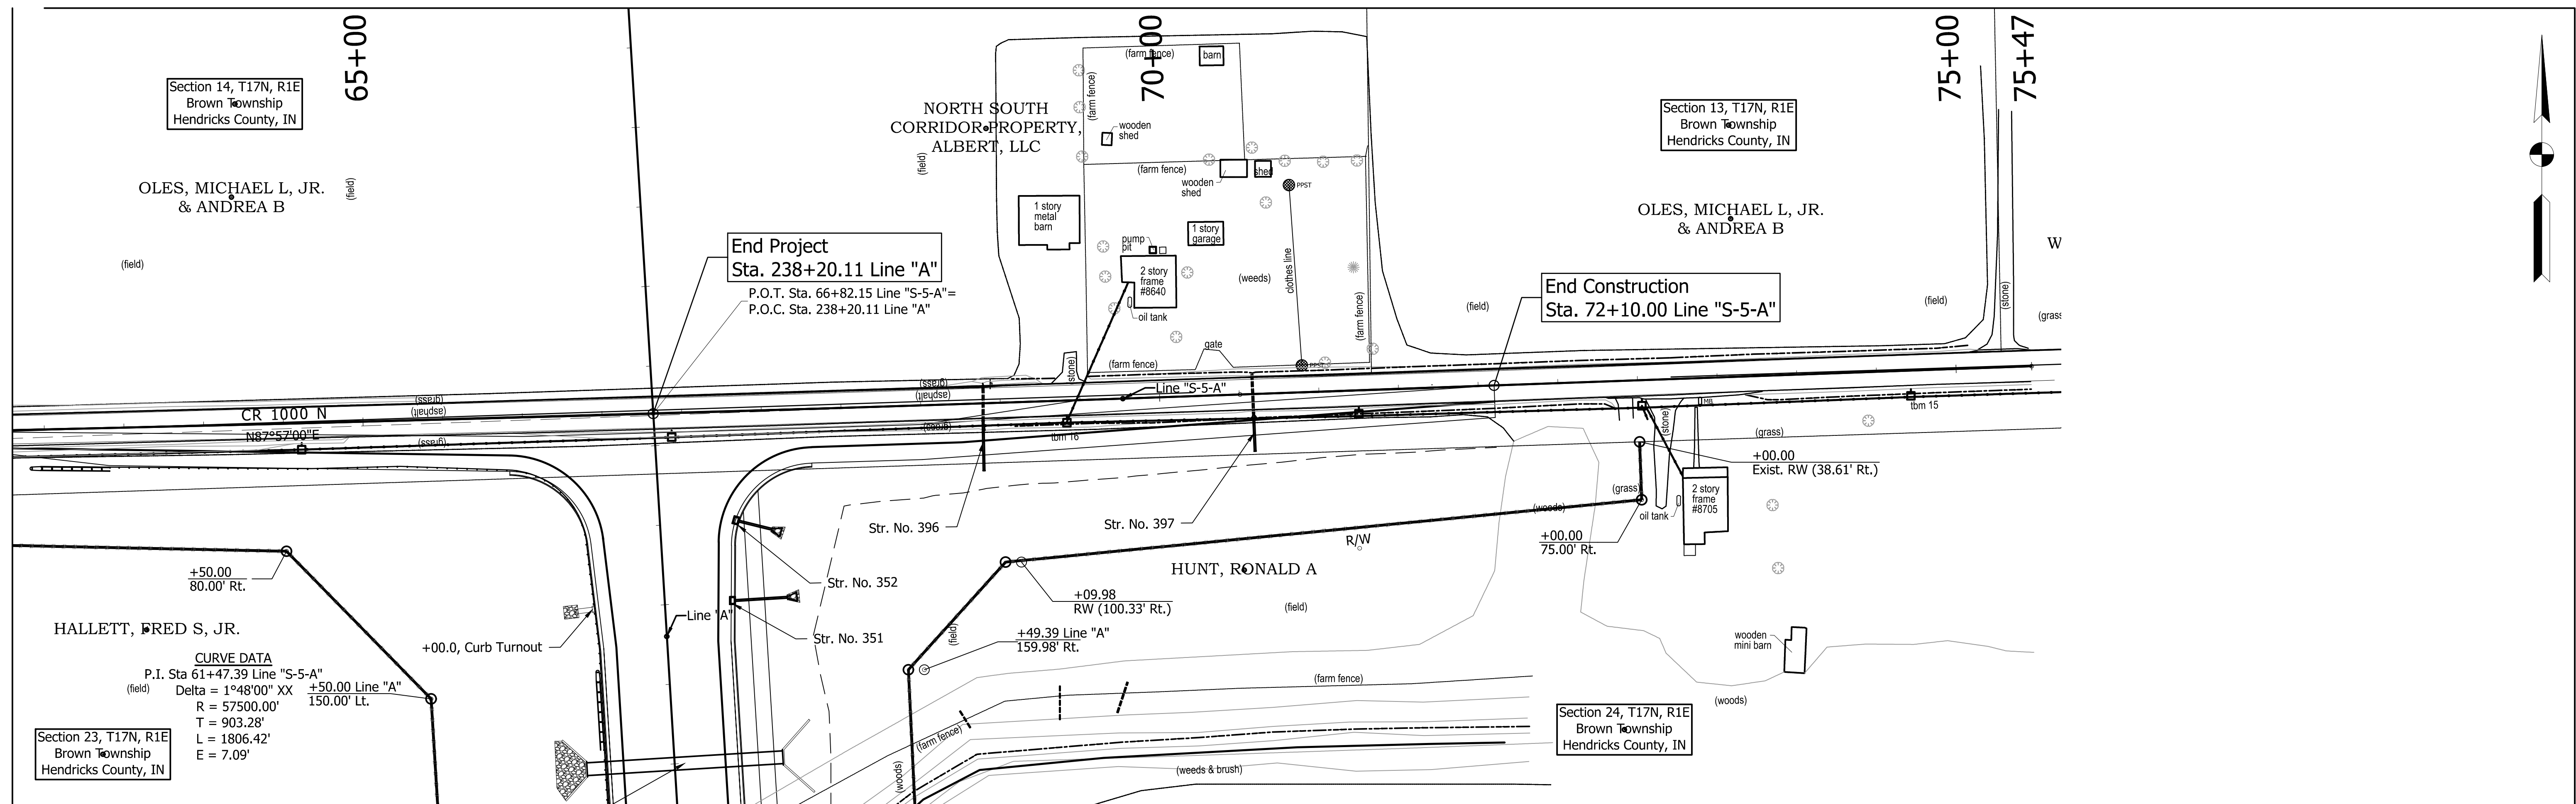 65+00
70+00
75+00
75+47
Section 14, T17N, R1E
Brown Township
Hendricks County, IN
OLES, MICHAEL L, JR.
& ANDREA B
(field)
(field)
End Project
Sta. 238+20.11 Line "A"
P.O.T. Sta. 66+82.15 Line "S-5-A"=
P.O.C. Sta. 238+20.11 Line "A"
NORTH SOUTH
CORRIDOR PROPERTY,
ALBERT, LLC
(field)
(farm fence)
barn
(farm fence)
wooden
shed
(farm fence)
wooden
shed
shed
PPST
1 story
metal
barn
pump
pit
1 story
garage
2 story
frame
#8640
oil tank
(weeds)
clothes line
(farm fence)
(farm fence)
gate
(stone)
PPST
Line "S-5-A"
Section 13, T17N, R1E
Brown Township
Hendricks County, IN
OLES, MICHAEL L, JR.
& ANDREA B
W
End Construction
Sta. 72+10.00 Line "S-5-A"
(field)
(field)
(stone)
(gras
CR 1000 N
N87°57'00"E
(grass)
(asphalt)
(grass)
(grass)
(asphalt)
(grass)
tbm 16
tbm 15
MB
(stone)
(grass)
+00.00
Exist. RW (38.61' Rt.)
(grass)
2 story
frame
#8705
oil tank
(woods)
+00.00
75.00' Rt.
R/W
Str. No. 396
Str. No. 397
Str. No. 352
Str. No. 351
HUNT, RONALD A
(field)
+09.98
RW (100.33' Rt.)
+49.39 Line "A"
159.98' Rt.
(field)
+50.00
80.00' Rt.
HALLETT, FRED S, JR.
+00.0, Curb Turnout
Line "A"
CURVE DATA
P.I. Sta 61+47.39 Line "S-5-A"
Delta = 1°48'00" XX
R = 57500.00'
T = 903.28'
L = 1806.42'
E = 7.09'
(field)
+50.00 Line "A"
150.00' Lt.
Section 23, T17N, R1E
Brown Township
Hendricks County, IN
(farm fence)
(farm fence)
(woods)
(weeds & brush)
wooden
mini barn
(woods)
Section 24, T17N, R1E
Brown Township
Hendricks County, IN